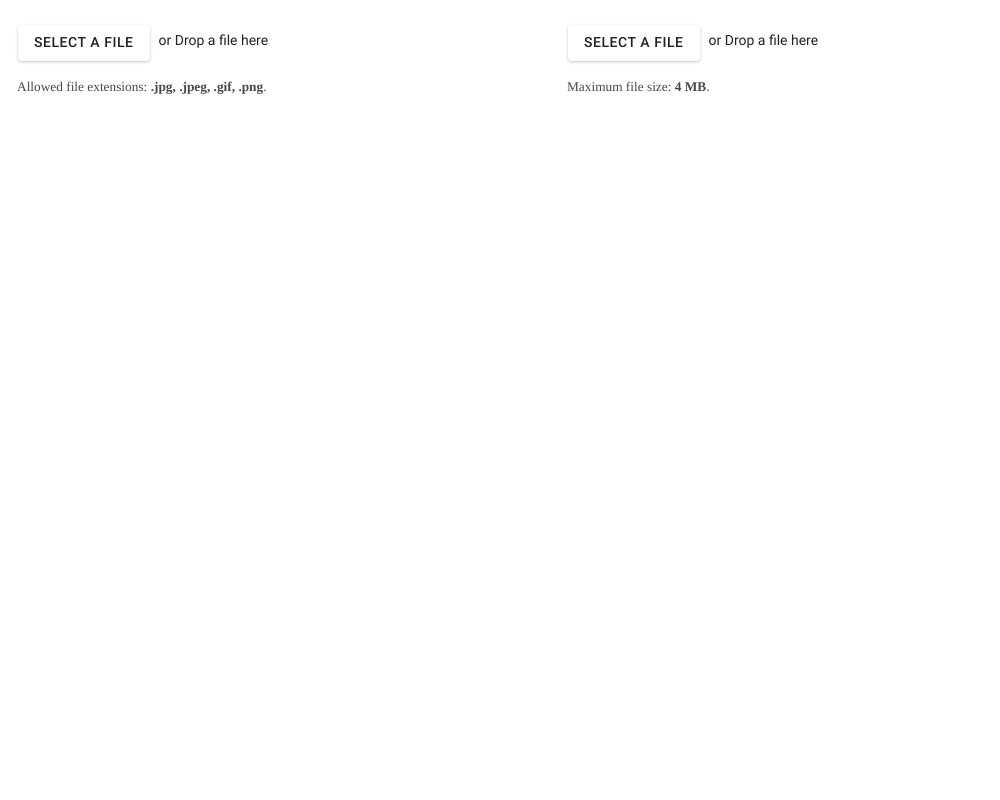 SELECT A FILE or Drop a file here
Allowed file extensions: .jpg, .jpeg, .gif, .png.
SELECT A FILE or Drop a file here
Maximum file size: 4 MB.